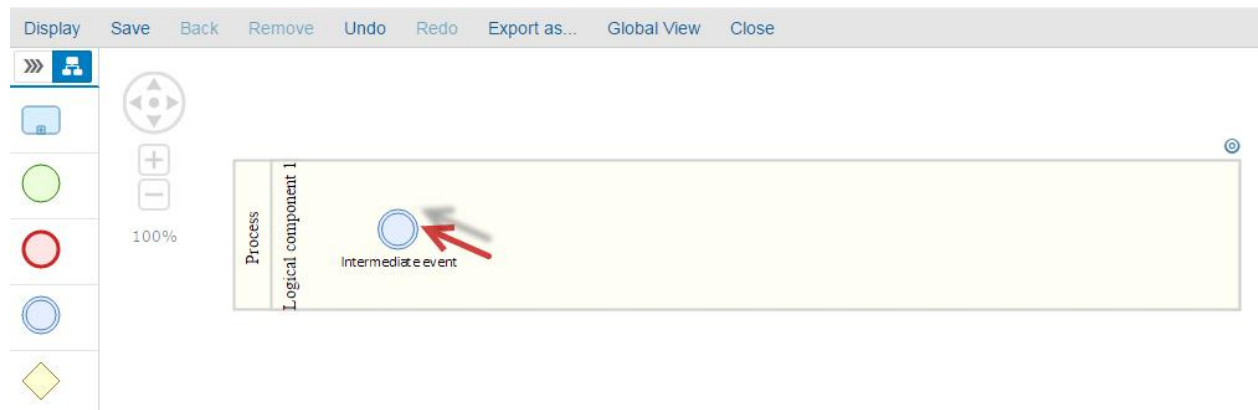 Display Save Back Remove Undo Redo Export as... Global View Close
100%
Process
Logical component 1
Intermediate event